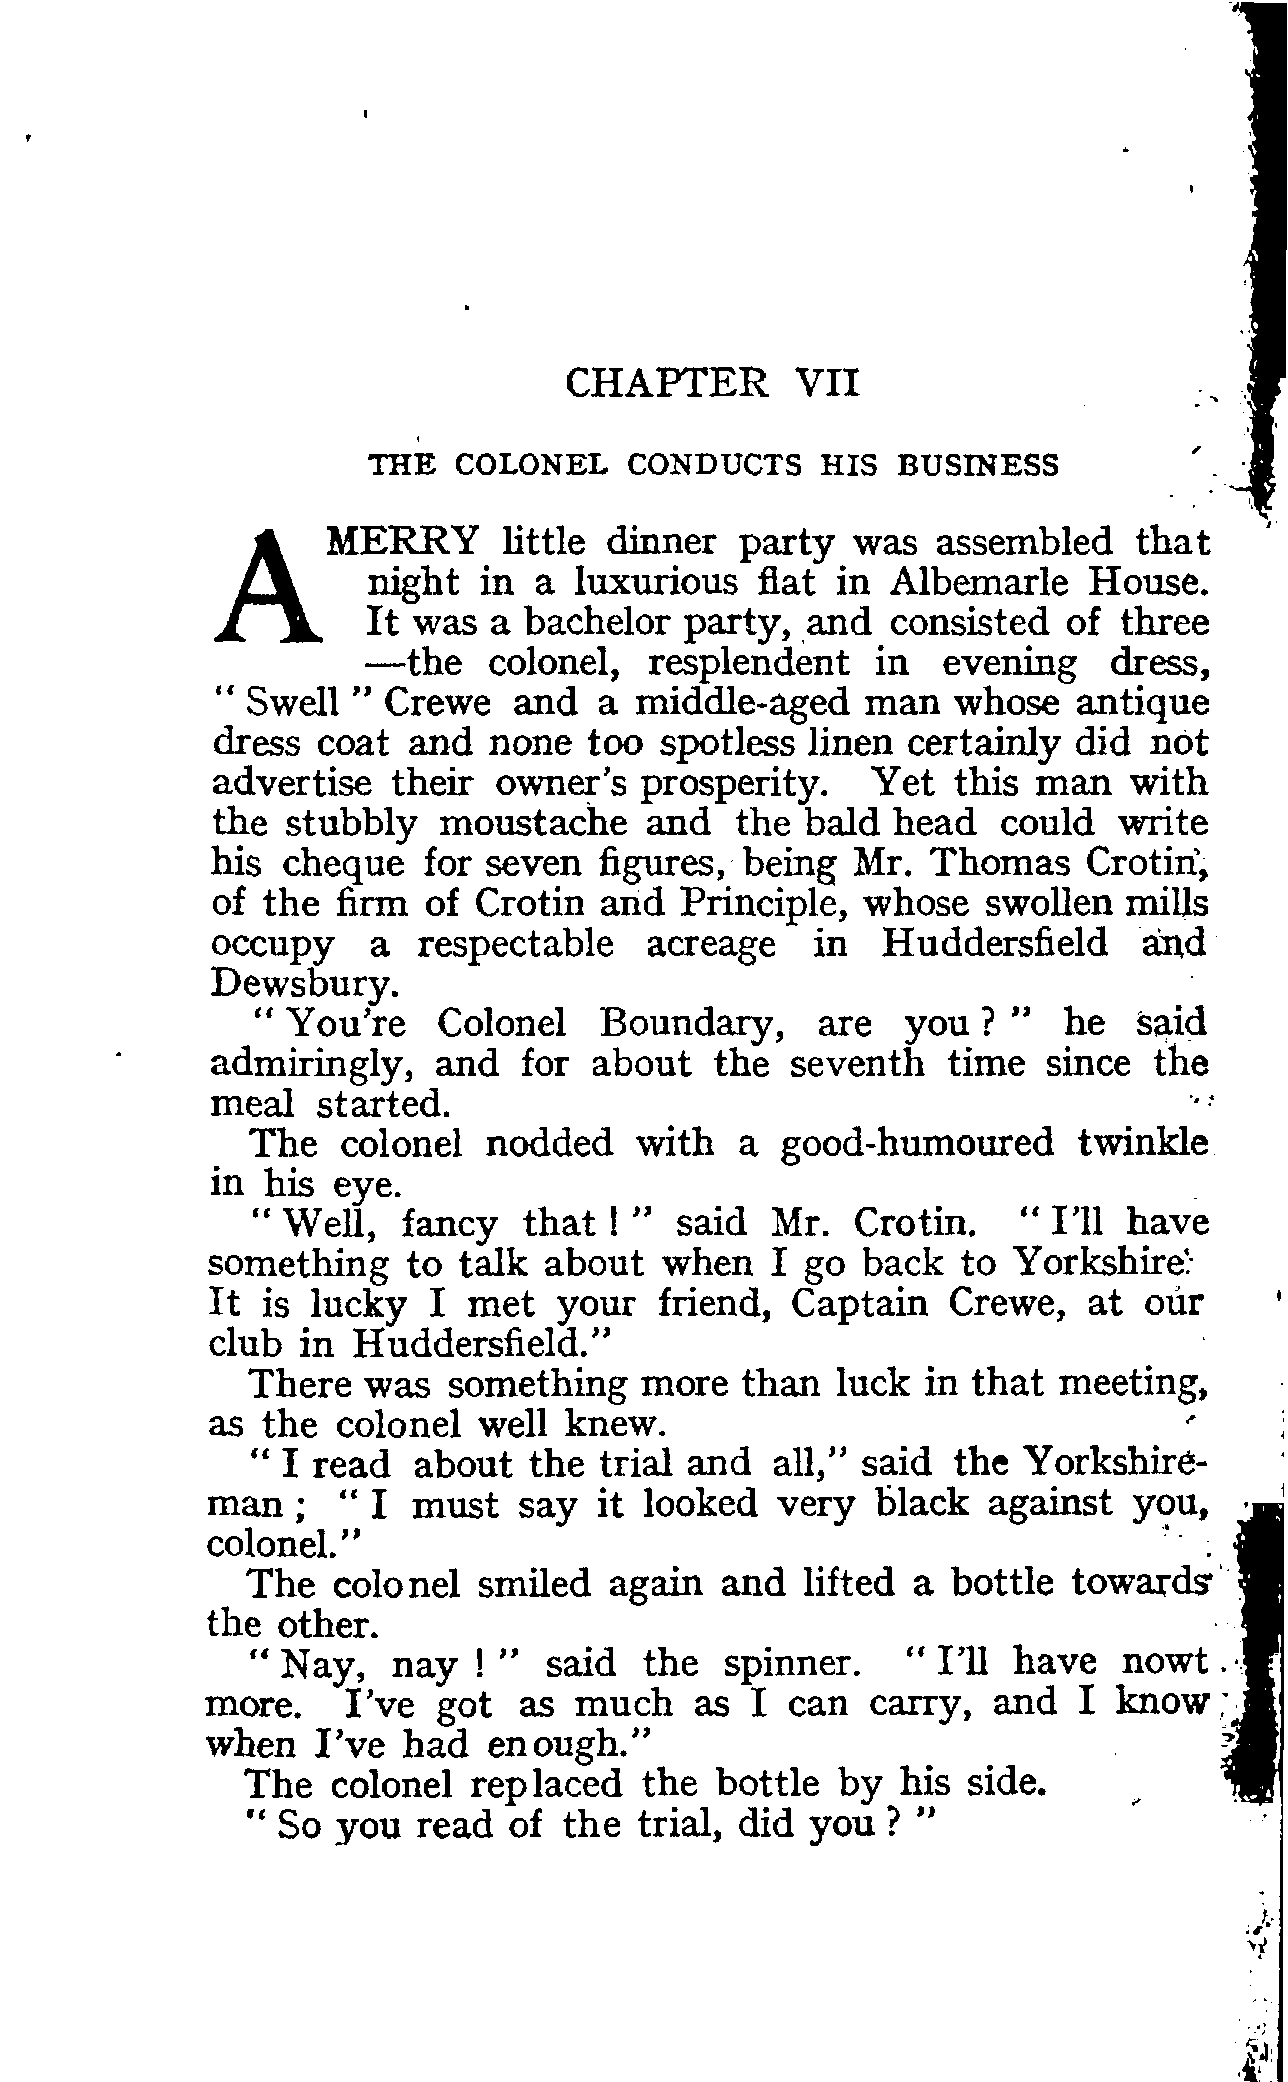 CHAPTER VII
THE COLONEL CONDUCTS HIS BUSINESS
A MERRY little dinner party was assembled that
night in a luxurious flat in Albemarle House.
It was a bachelor party, and consisted of three
—the colonel, resplendent in evening dress,
“ Swell ” Crewe and a middle-aged man whose antique
dress coat and none too spotless linen certainly did not
advertise their owner's prosperity. Yet this man with
the stubbly moustache and the bald head could write
his cheque for seven figures, being Mr. Thomas Crotin,
of the firm of Crotin and Principle, whose swollen mills
occupy a respectable acreage in Huddersfield and
Dewsbury.
“ You're Colonel Boundary, are you ? ” he said
admiringly, and for about the seventh time since the
meal started.
The colonel nodded with a good-humoured twinkle
in his eye.
“ Well, fancy that ! ” said Mr. Crotin. “ I'll have
something to talk about when I go back to Yorkshire.
It is lucky I met your friend, Captain Crewe, at our
club in Huddersfield.”
There was something more than luck in that meeting,
as the colonel well knew.
“ I read about the trial and all,” said the Yorkshire-
man ; “ I must say it looked very black against you,
colonel.”
The colonel smiled again and lifted a bottle towards
the other.
“ Nay, nay ! ” said the spinner. “ I'll have nowt
more. I've got as much as I can carry, and I know
when I've had enough.”
The colonel replaced the bottle by his side.
“ So you read of the trial, did you ? ”